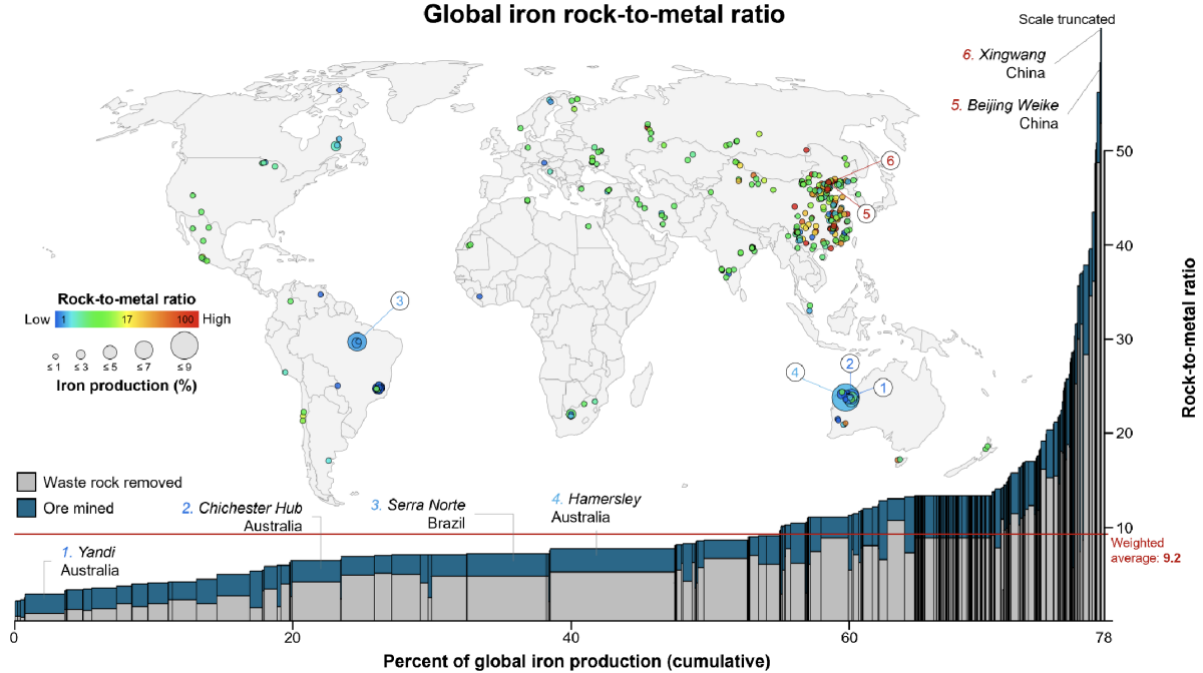 Global iron rock-to-metal ratio
Scale truncated
6. Xingwang
China
5. Beijing Weike
China
6
5
3
2
4
1
Rock-to-metal ratio
Low 1 17 100 High
≤ 1 ≤ 3 ≤ 5 ≤ 7 ≤ 9
Iron production (%)
Waste rock removed
Ore mined
1. Yandi
Australia
2. Chichester Hub
Australia
3. Serra Norte
Brazil
4. Hamersley
Australia
50
40
30
20
10
Rock-to-metal ratio
Weighted
average: 9.2
0 20 40 60 78
Percent of global iron production (cumulative)